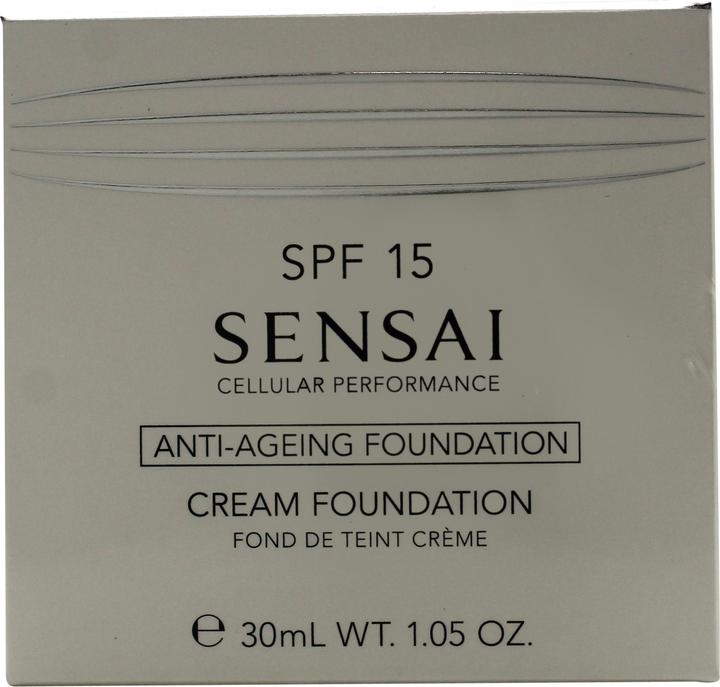 SPF 15
SENSAI
CELLULAR PERFORMANCE
ANTI-AGEING FOUNDATION
CREAM FOUNDATION
FOND DE TEINT CRÈME
℮ 30mL WT. 1.05 OZ.